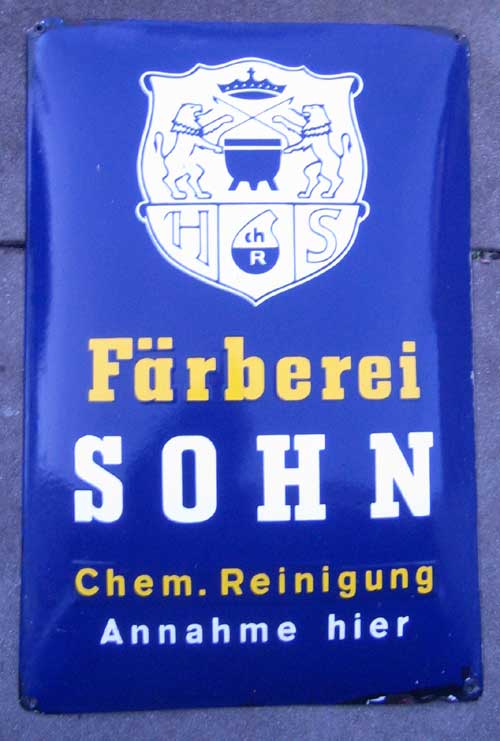 H S
ch
R
Färberei
SOHN
Chem. Reinigung
Annahme hier